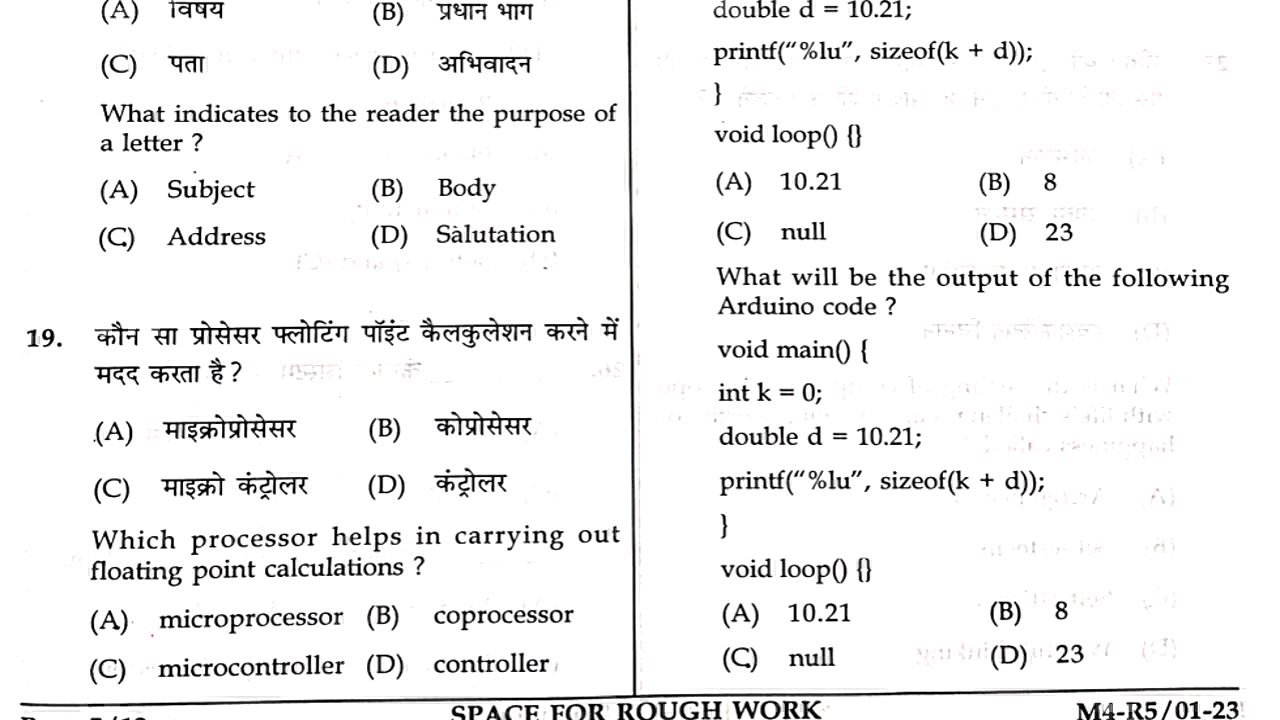 (A) विषय (B) प्रधान भाग
(C) पता (D) अभिवादन
What indicates to the reader the purpose of
a letter ?
(A) Subject (B) Body
(C) Address (D) Salutation
19. कौन सा प्रोसेसर फ्लोटिंग पॉइंट कैलकुलेशन करने में
मदद करता है ?
(A) माइक्रोप्रोसेसर (B) कोप्रोसेसर
(C) माइक्रो कंट्रोलर (D) कंट्रोलर
Which processor helps in carrying out
floating point calculations ?
(A) microprocessor (B) coprocessor
(C) microcontroller (D) controller
double d = 10.21;
printf(“%lu”, sizeof(k + d));
}
void loop() {}
(A) 10.21 (B) 8
(C) null (D) 23
What will be the output of the following
Arduino code ?
void main() {
int k = 0;
double d = 10.21;
printf(“%lu”, sizeof(k + d));
}
void loop() {}
(A) 10.21 (B) 8
(C) null (D) 23
SPACE FOR ROUGH WORK M4-R5/01-23